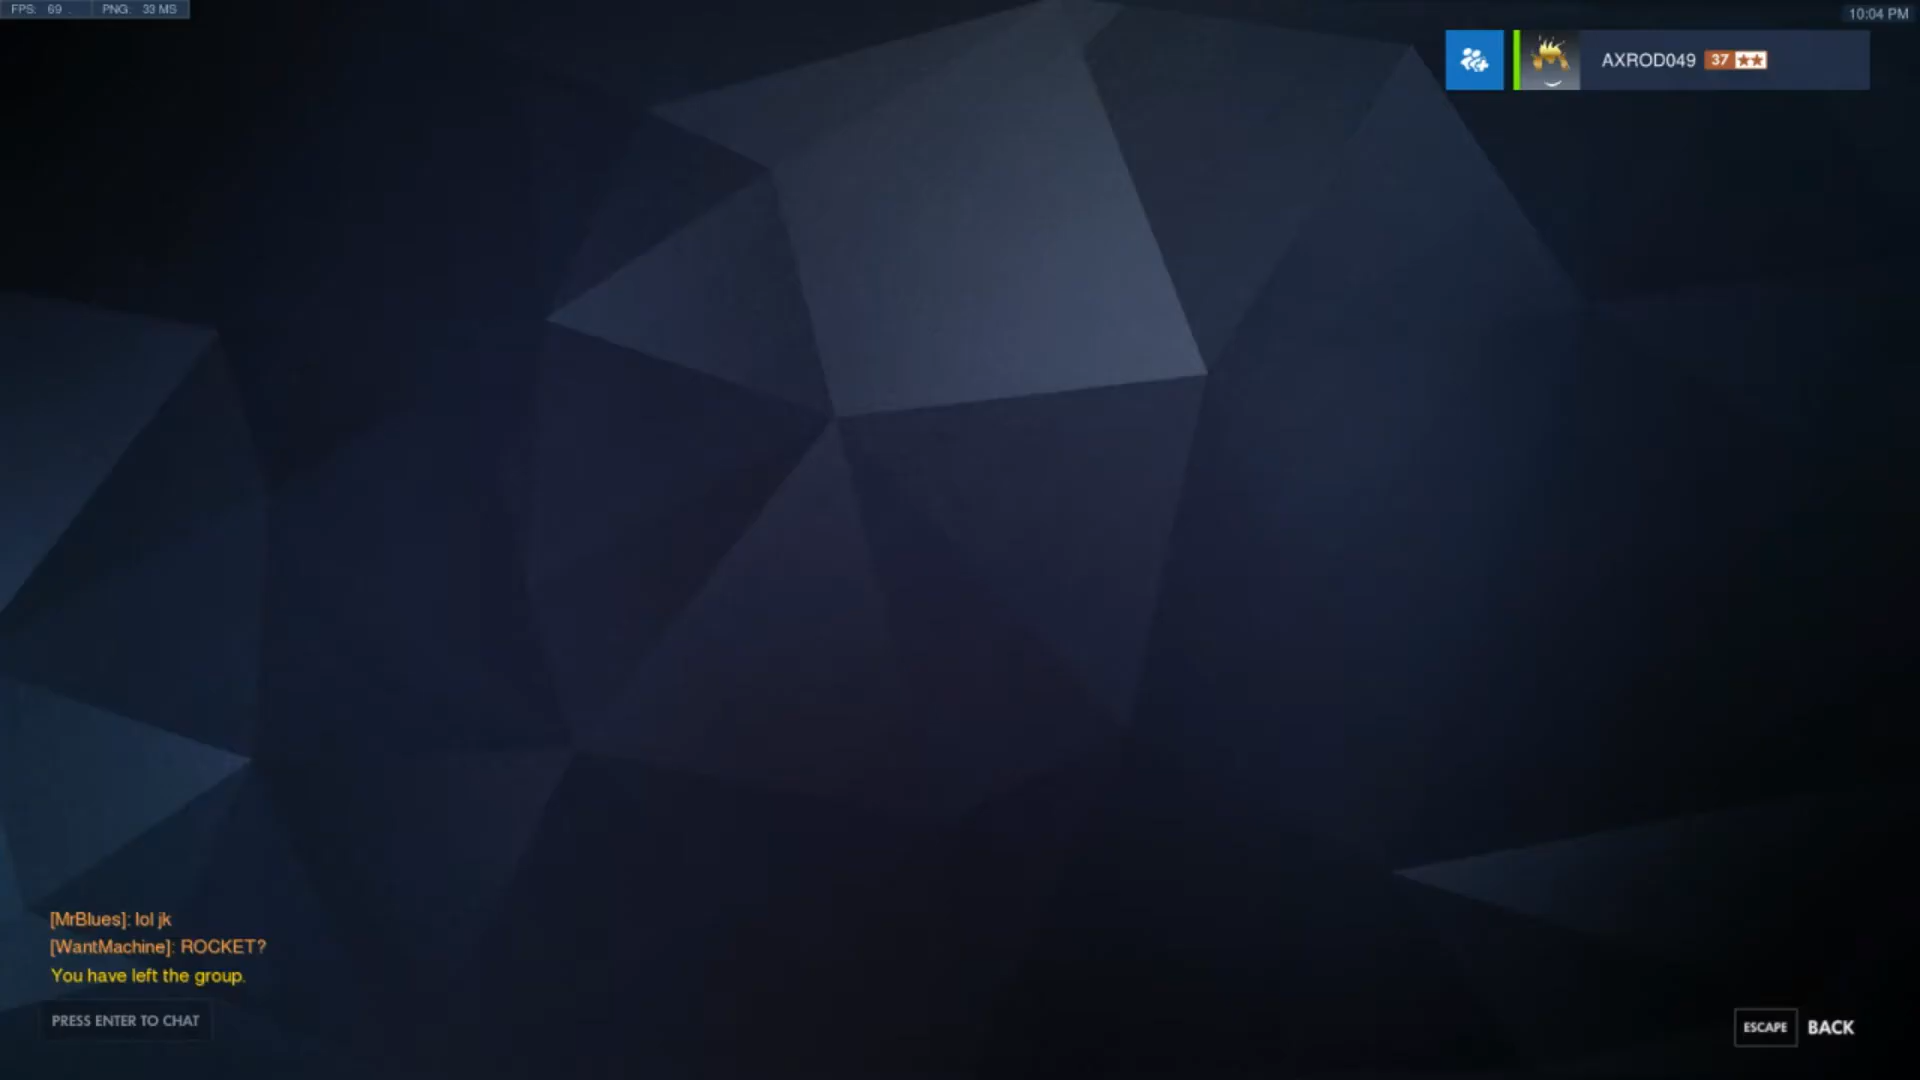 FPS: 69 PNG: 33 MS
10:04 PM
AXROD049 37
[MrBlues]: lol jk
[WantMachine]: ROCKET?
You have left the group.
PRESS ENTER TO CHAT
ESCAPE BACK